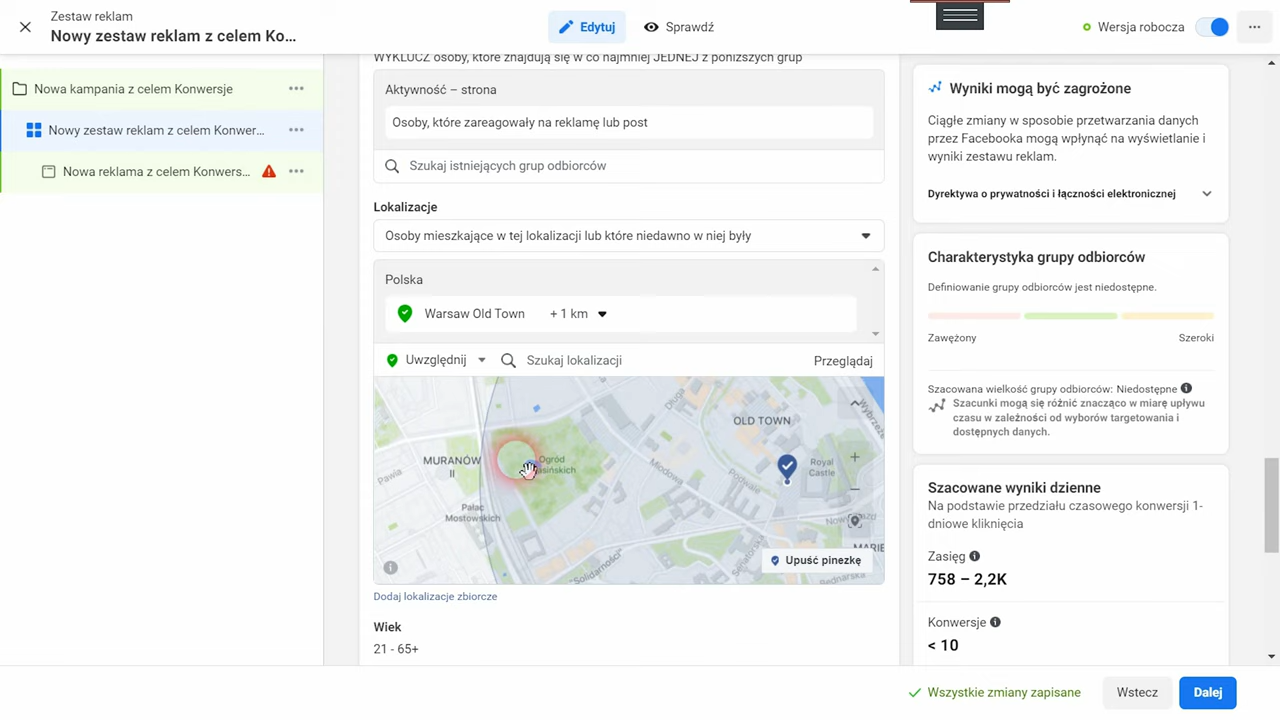 Zestaw reklam
Nowy zestaw reklam z celem Ko...
Edytuj
Sprawdź
Wersja robocza
Nowa kampania z celem Konwersje
Nowy zestaw reklam z celem Konwer...
Nowa reklama z celem Konwers...
WYKLUCZ osoby, które znajdują się w co najmniej JEDNEJ z poniższych grup
Aktywność – strona
Osoby, które zareagowały na reklamę lub post
Szukaj istniejących grup odbiorców
Lokalizacje
Osoby mieszkające w tej lokalizacji lub które niedawno w niej były
Polska
Warsaw Old Town + 1 km
Uwzględnij
Szukaj lokalizacji
Przeglądaj
Długa
OLD TOWN
Wybrzeże
MURANÓW
II
Ogród
Royal
Castle
Pawia
Miodowa
Podwale
Pałac
Mostowskich
"Solidarności"
Senatorska
MARIE
Upuść pinezkę
Dodaj lokalizacje zbiorcze
Wiek
21 - 65+
Wyniki mogą być zagrożone
Ciągłe zmiany w sposobie przetwarzania danych
przez Facebooka mogą wpłynąć na wyświetlanie i
wyniki zestawu reklam.
Dyrektywa o prywatności i łączności elektronicznej
Charakterystyka grupy odbiorców
Definiowanie grupy odbiorców jest niedostępne.
Zawężony
Szeroki
Szacowana wielkość grupy odbiorców: Niedostępne
Szacunki mogą się różnić znacząco w miarę upływu
czasu w zależności od wyborów targetowania i
dostępnych danych.
Szacowane wyniki dzienne
Na podstawie przedziału czasowego konwersji 1-
dniowe kliknięcia
Zasięg
758 – 2,2K
Konwersje
< 10
Wszystkie zmiany zapisane
Wstecz
Dalej